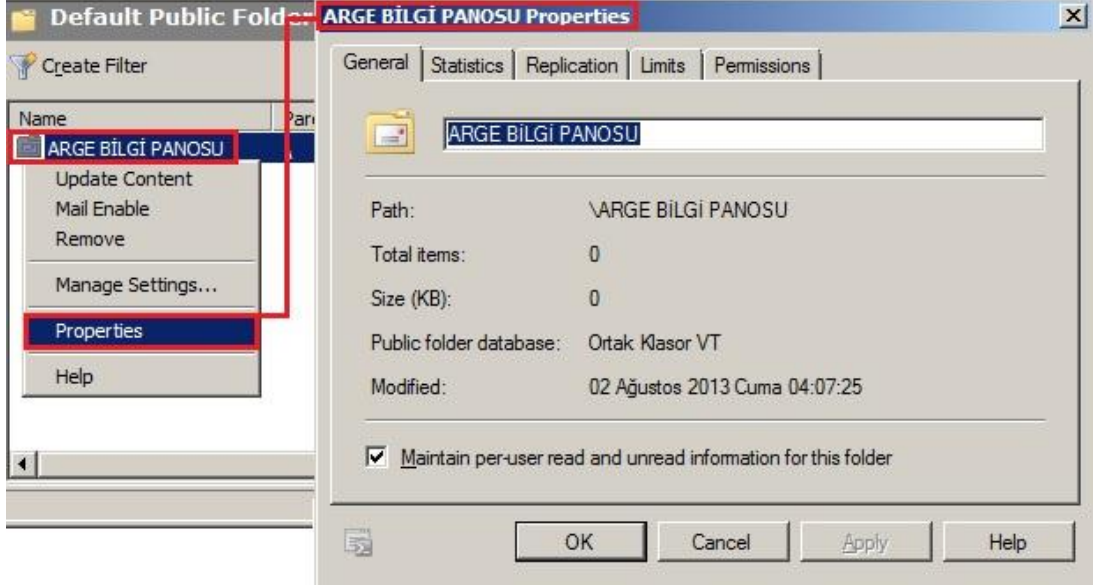 Default Public Folder
Create Filter
Name
ARGE BİLGİ PANOSU
Update Content
Mail Enable
Remove
Manage Settings...
Properties
Help
ARGE BİLGİ PANOSU Properties
General Statistics Replication Limits Permissions
ARGE BİLGİ PANOSU
Path: \ARGE BİLGİ PANOSU
Total items: 0
Size (KB): 0
Public folder database: Ortak Klasor VT
Modified: 02 Ağustos 2013 Cuma 04:07:25
Maintain per-user read and unread information for this folder
OK Cancel Apply Help